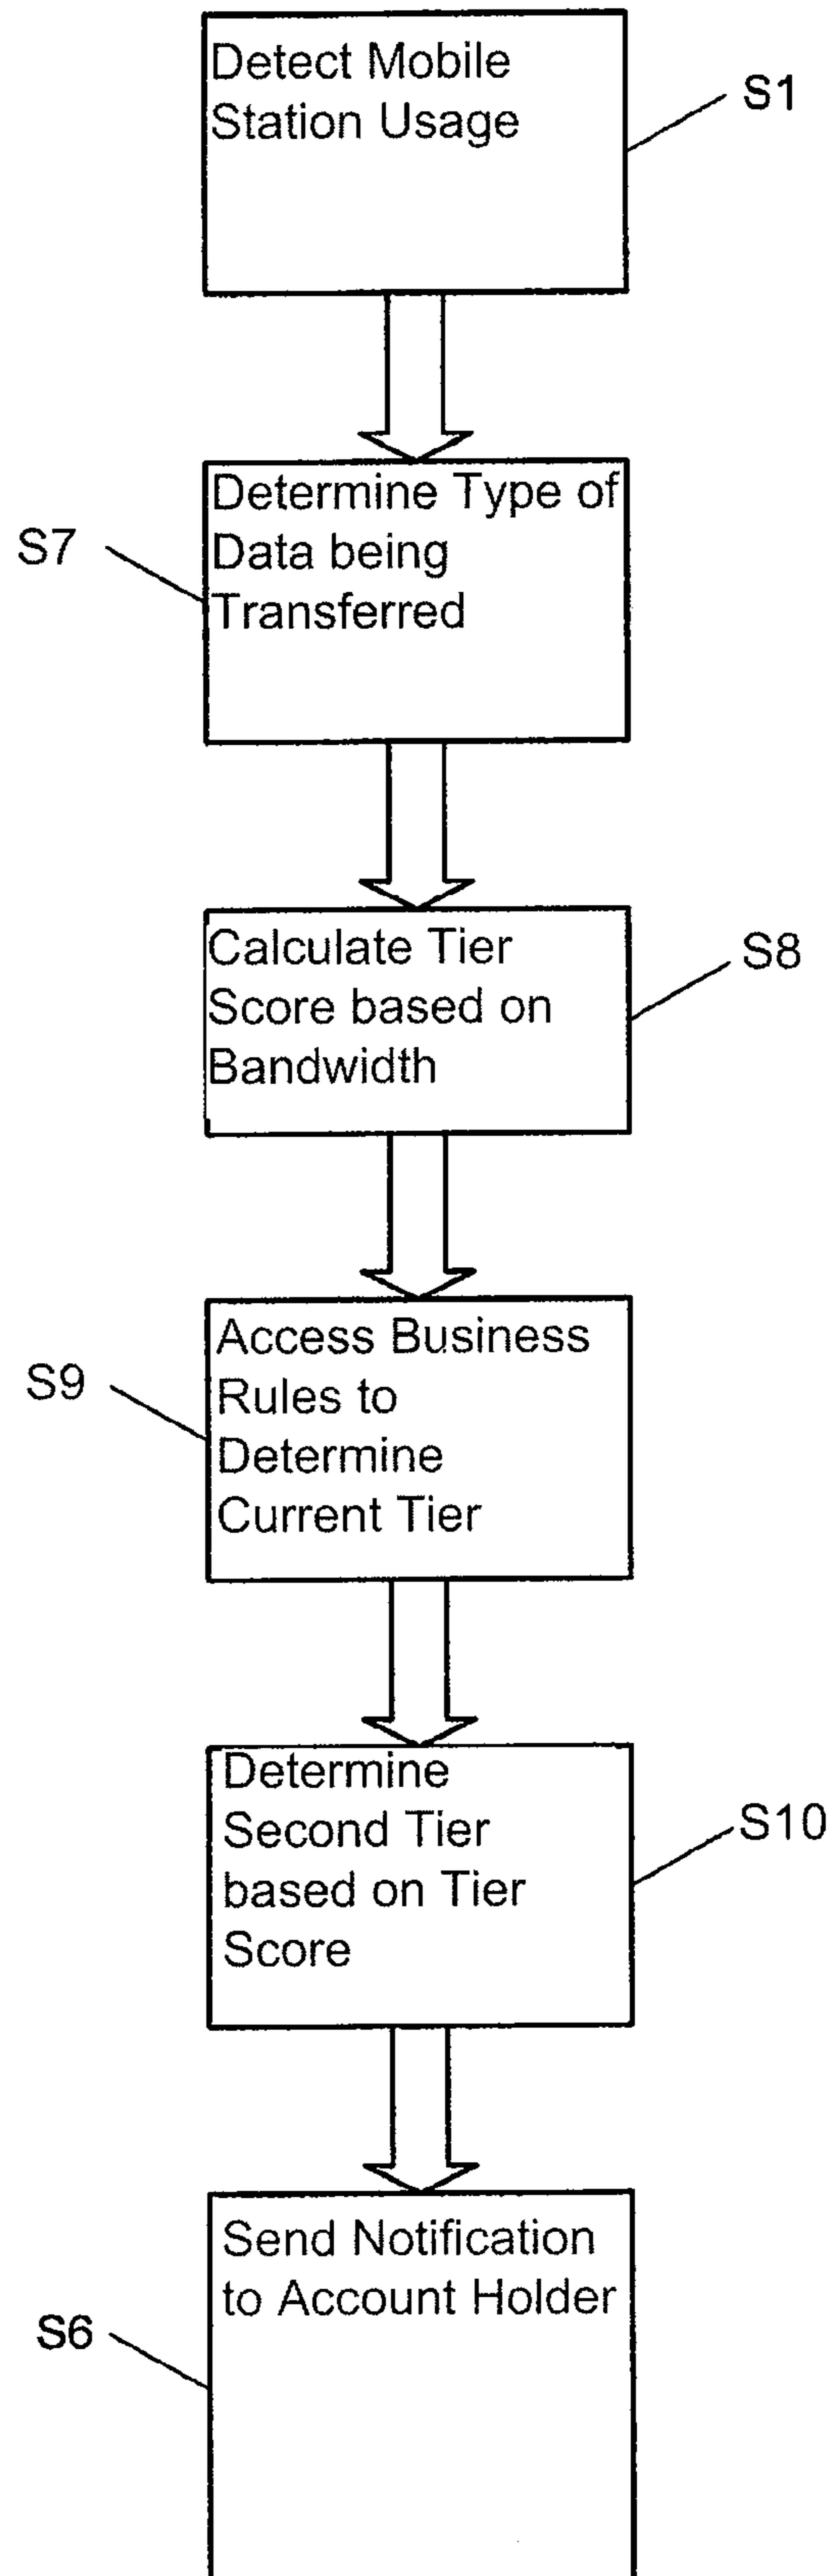 Detect Mobile
Station Usage
S1
Determine Type of
Data being
Transferred
S7
Calculate Tier
Score based on
Bandwidth
S8
Access Business
Rules to
Determine
Current Tier
S9
Determine
Second Tier
based on Tier
Score
S10
Send Notification
to Account Holder
S6